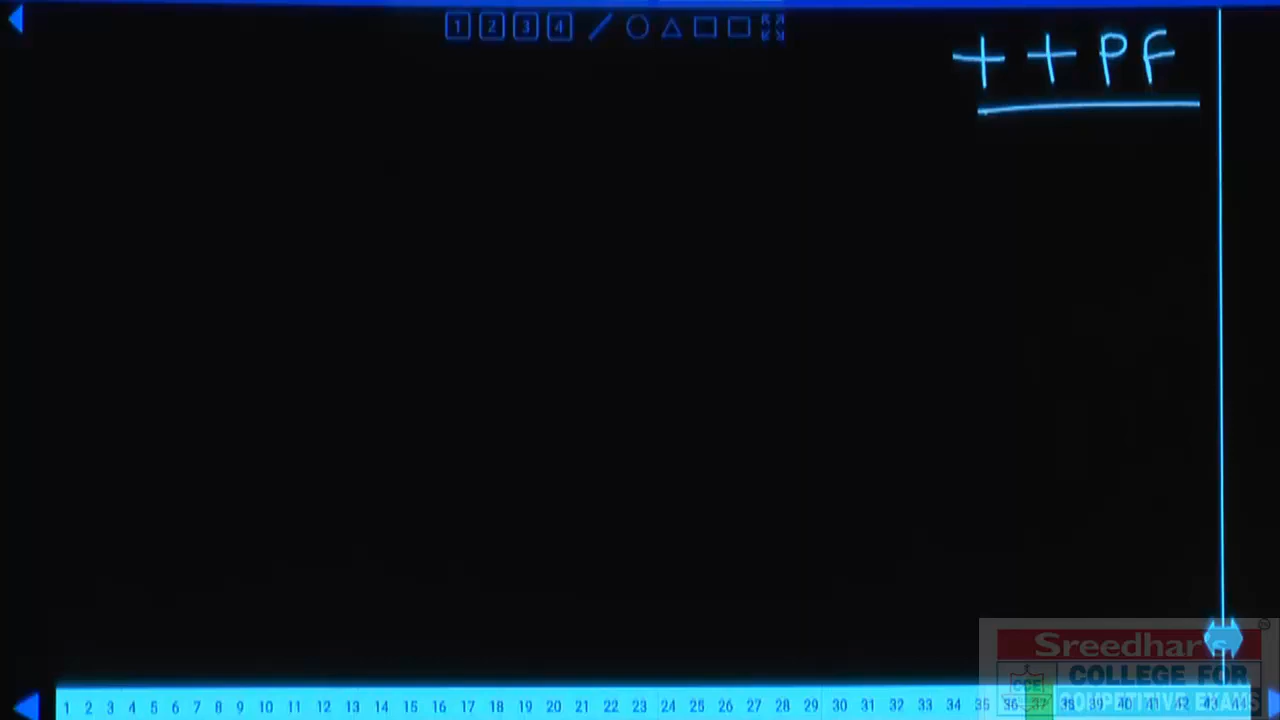 1 2 3 4
+ + PF
1 2 3 4 5 6 7 8 9 10 11 12 13 14 15 16 17 18 19 20 21 22 23 24 25 26 27 28 29 30 31 32 33 34 35 36 37 38 39 40 41 42 43 44
Sreedhar's
CCE
COLLEGE FOR
COMPETITIVE EXAMS